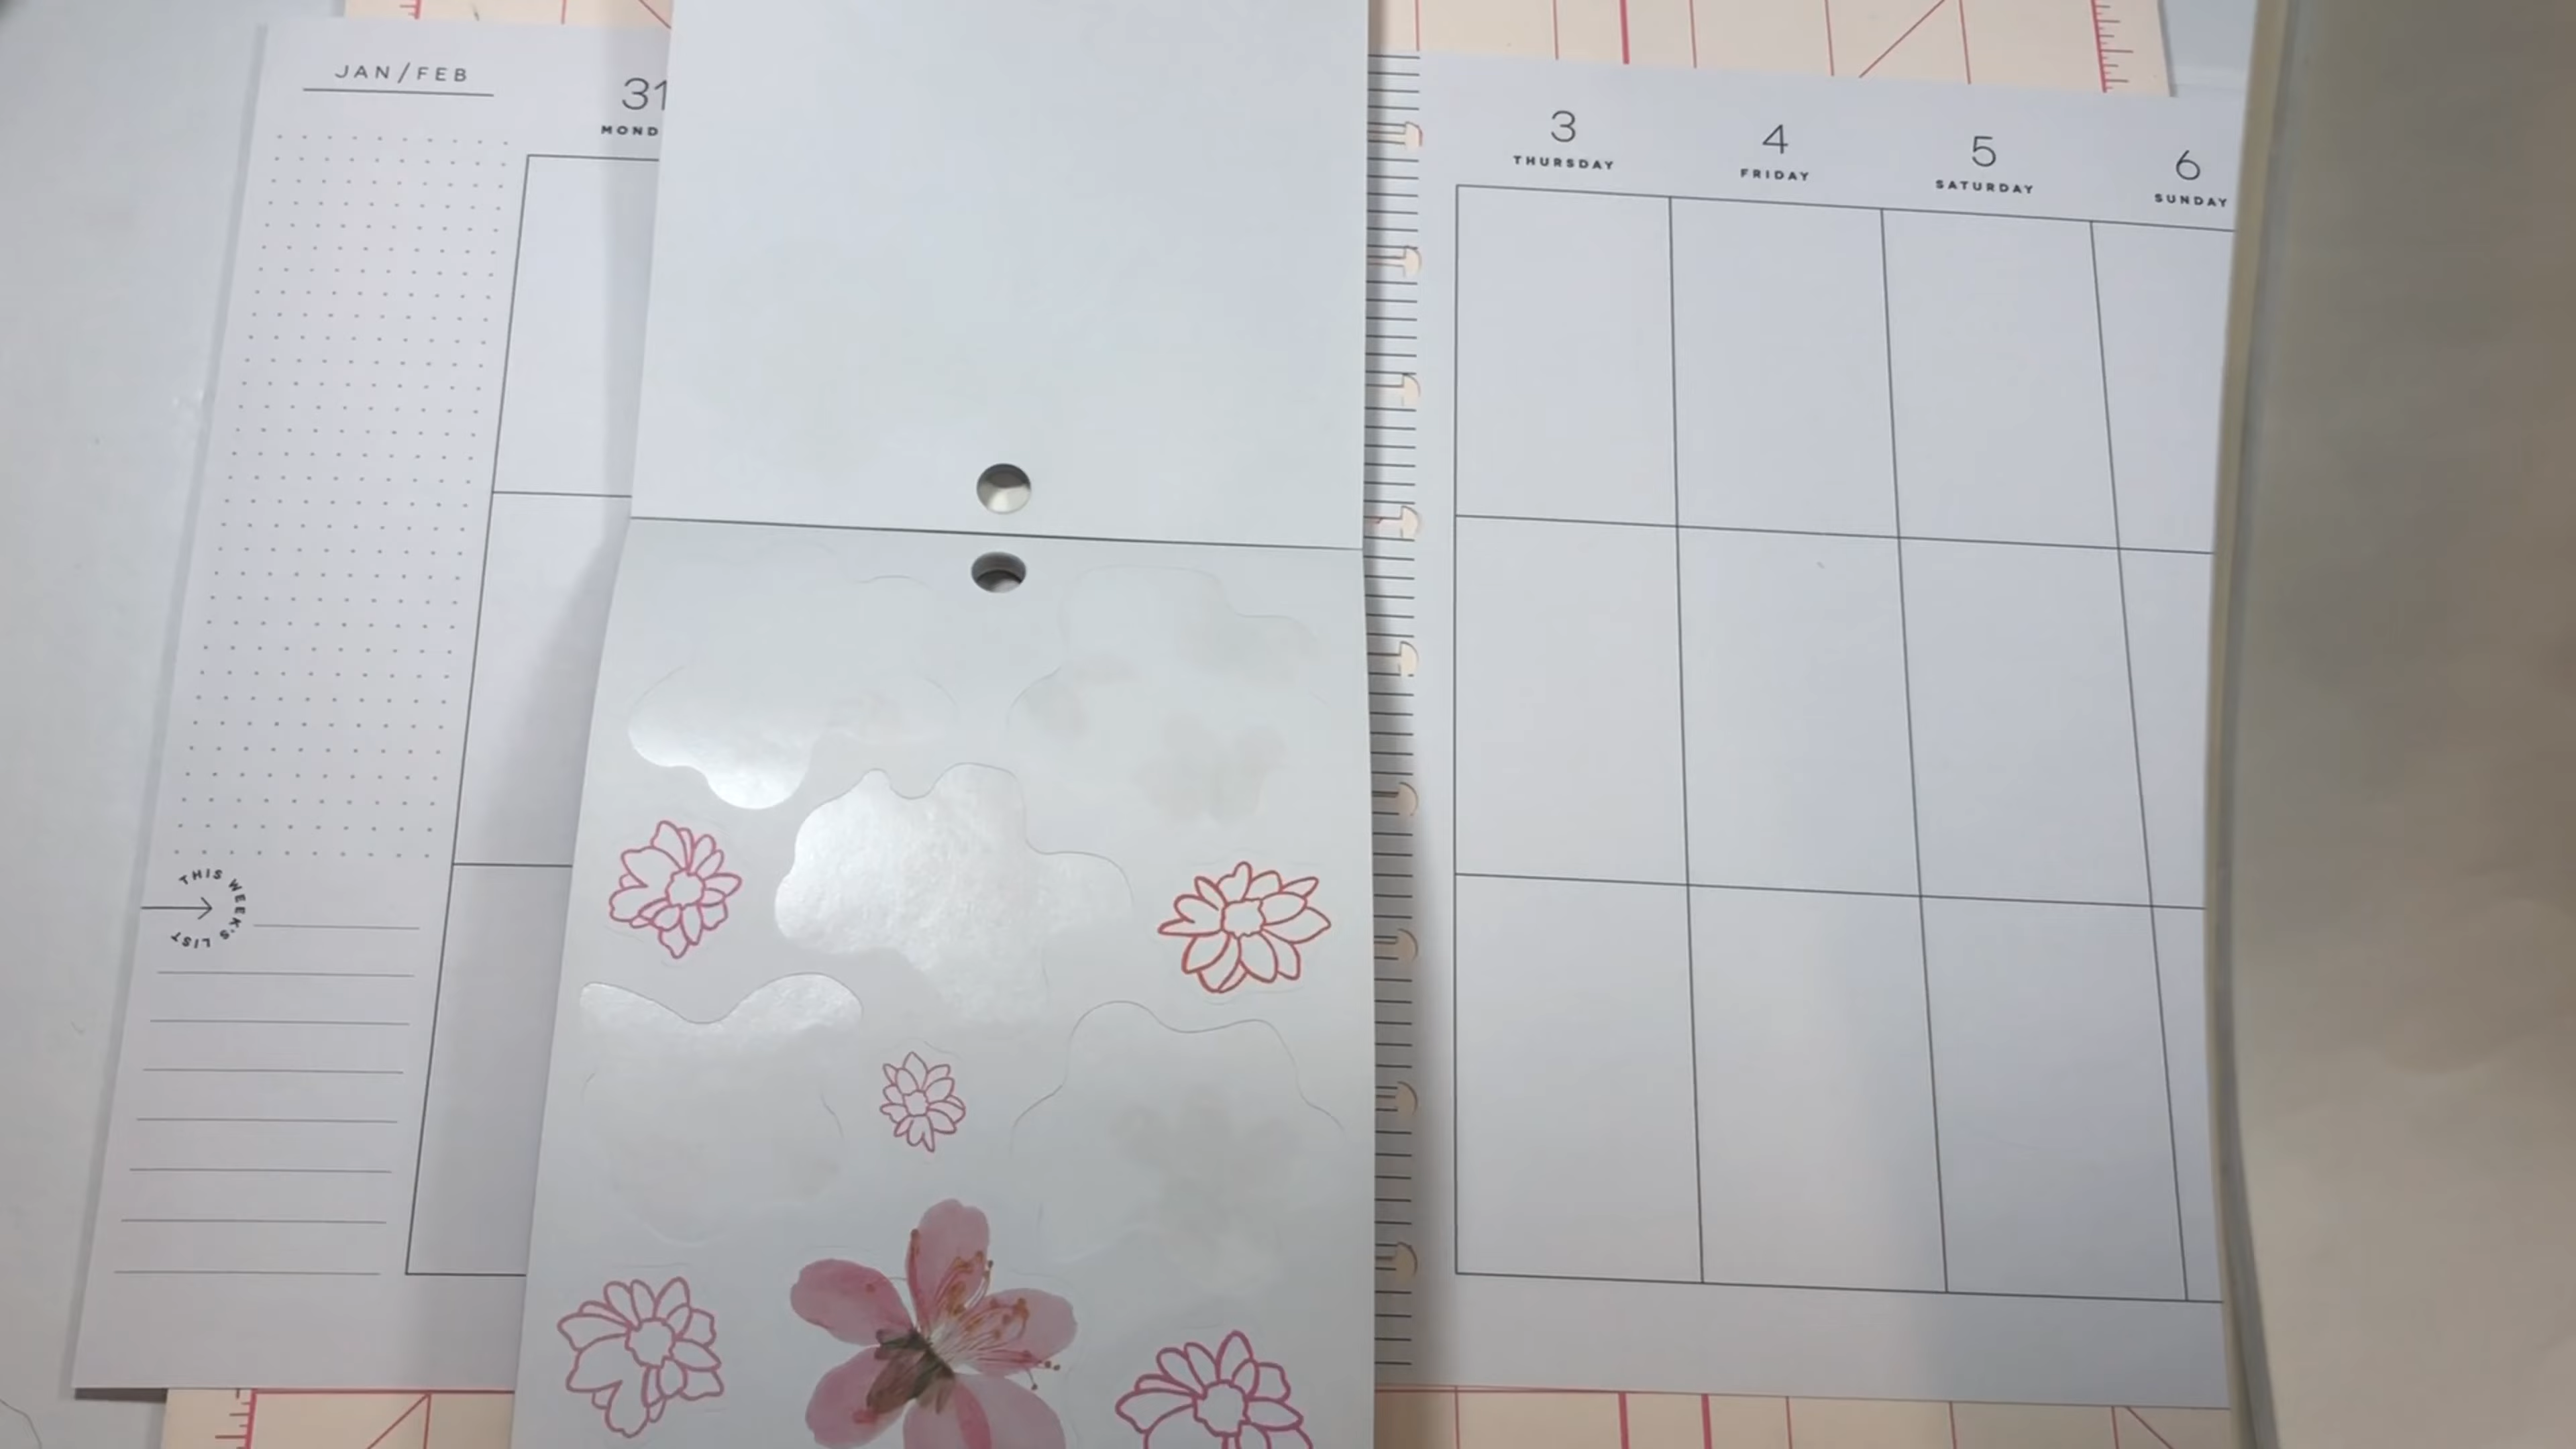 JAN/FEB
31
MOND
3
THURSDAY
4
FRIDAY
5
SATURDAY
6
SUNDAY
THIS WEEK'S LIST